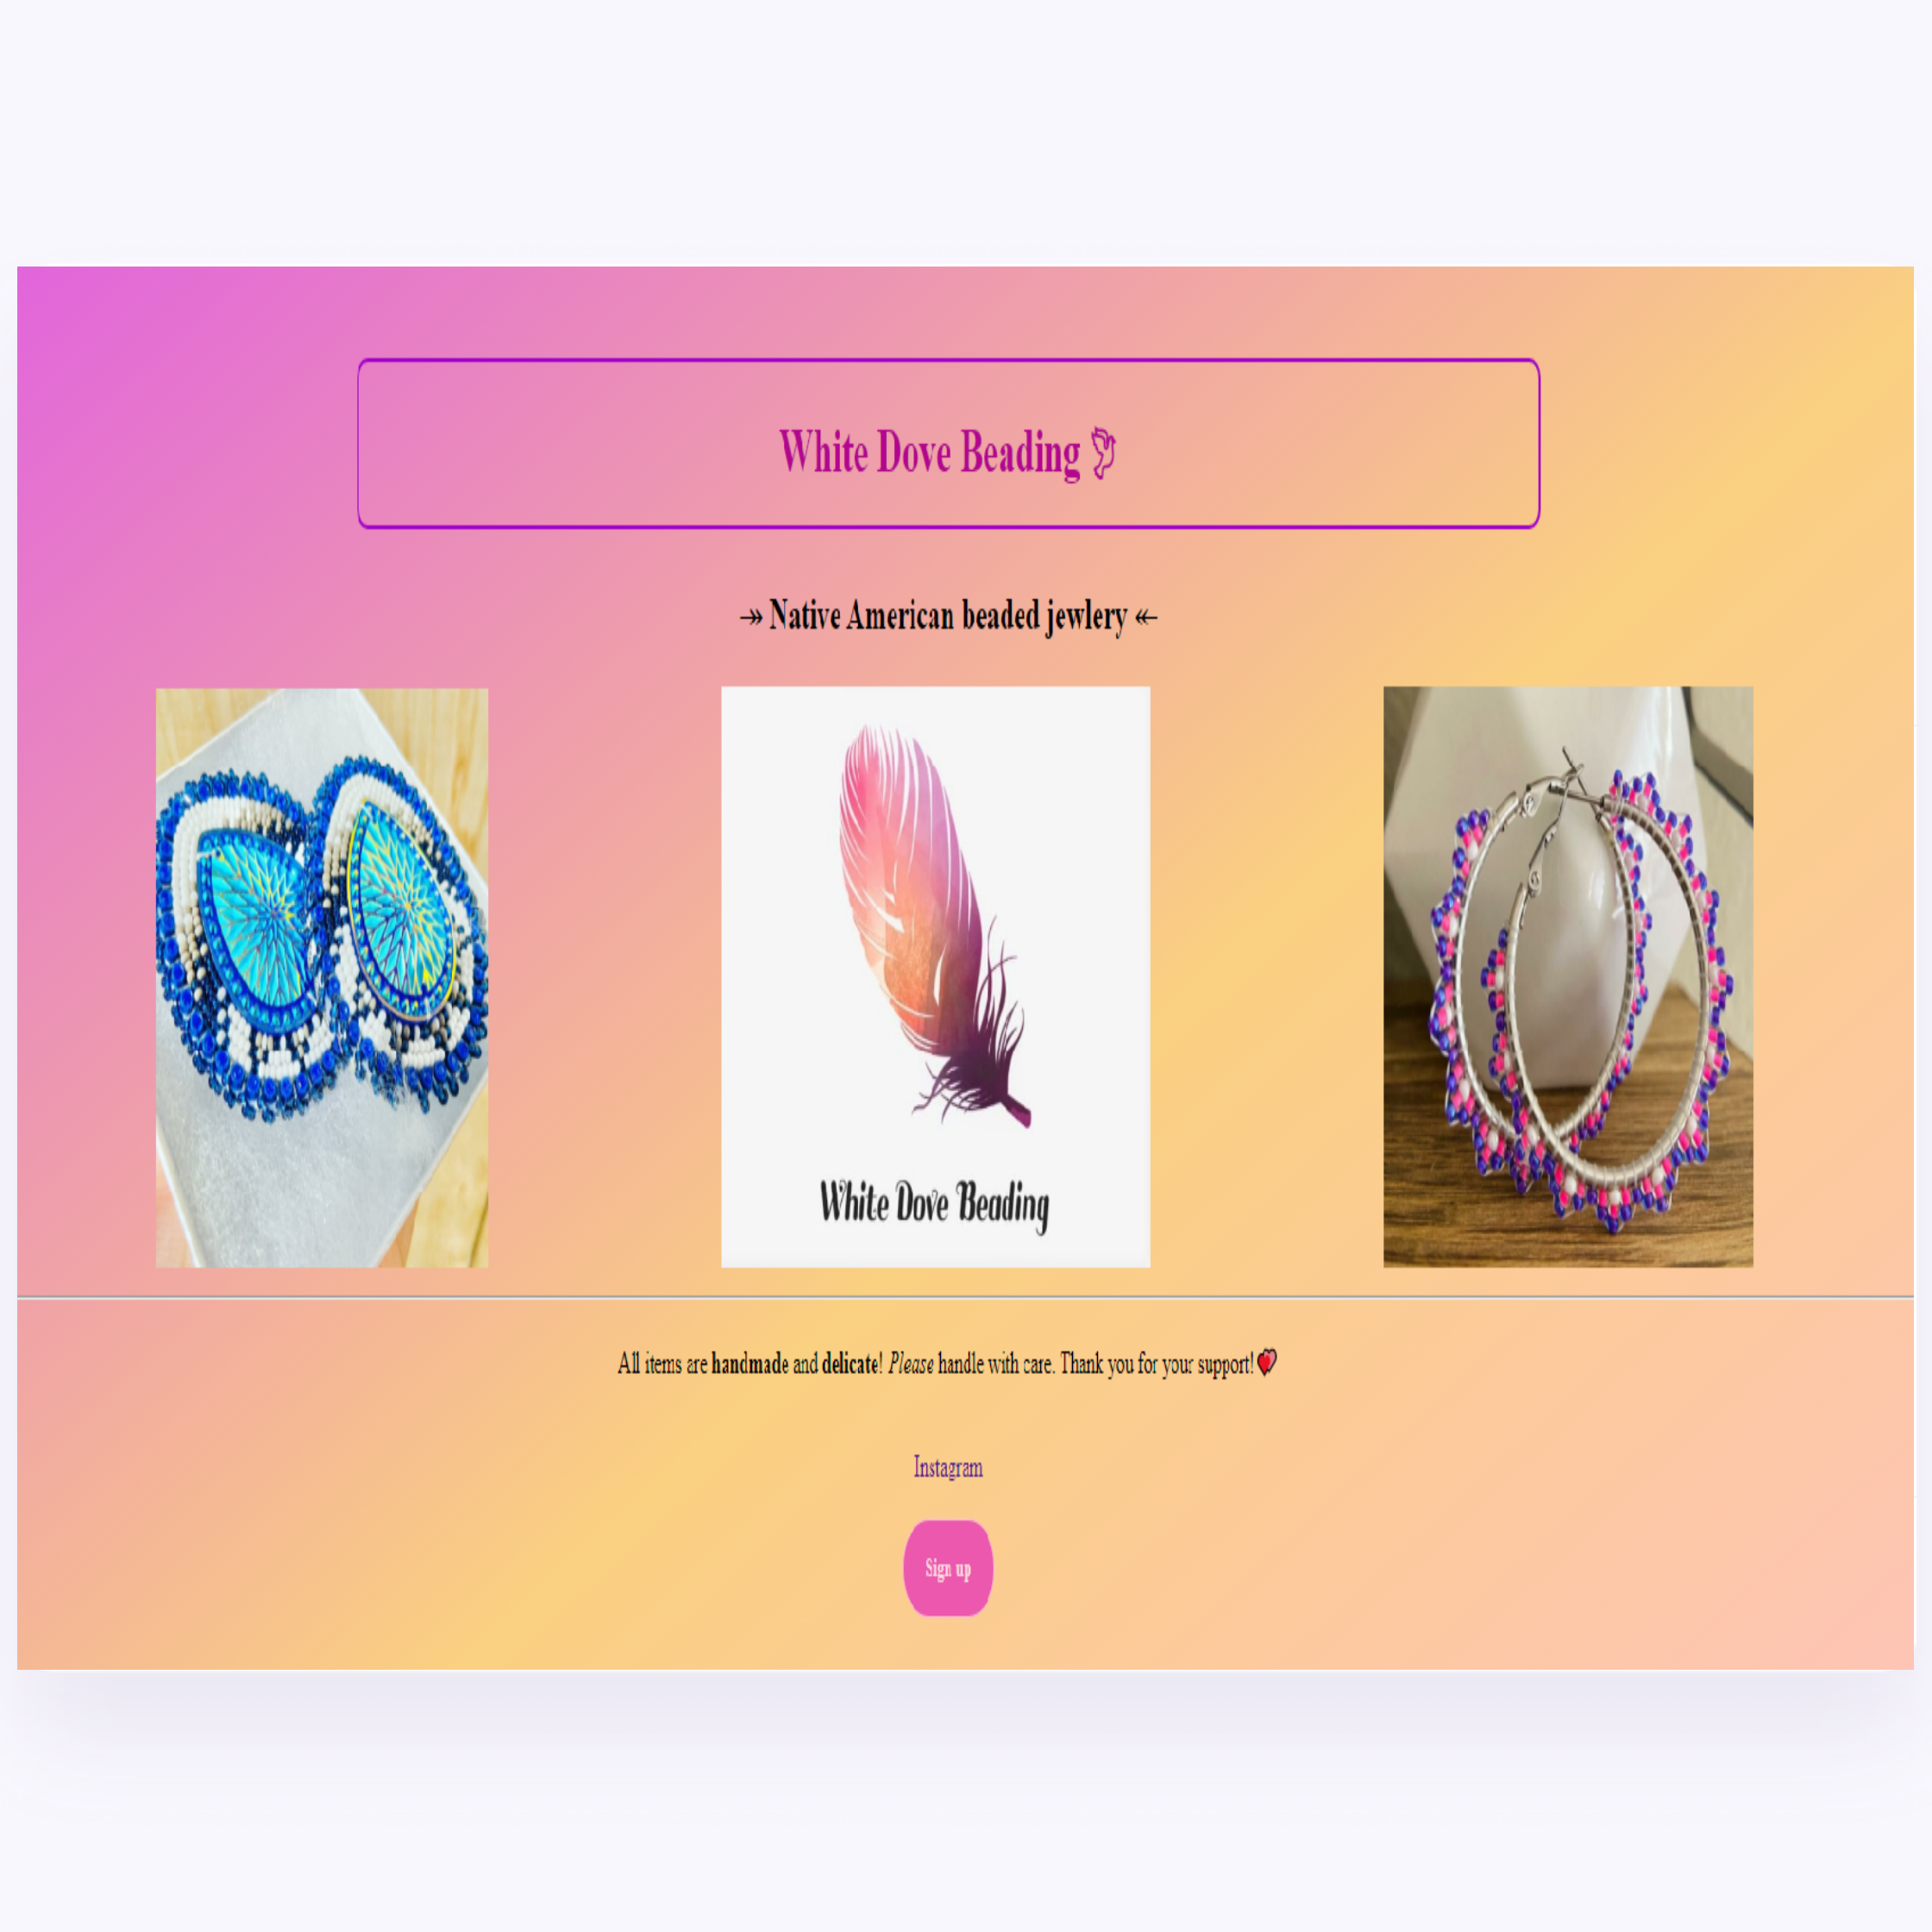 White Dove Beading 🕊
↠ Native American beaded jewlery ↞
White Dove Beading
All items are handmade and delicate! Please handle with care. Thank you for your support!💕
Instagram
Sign up